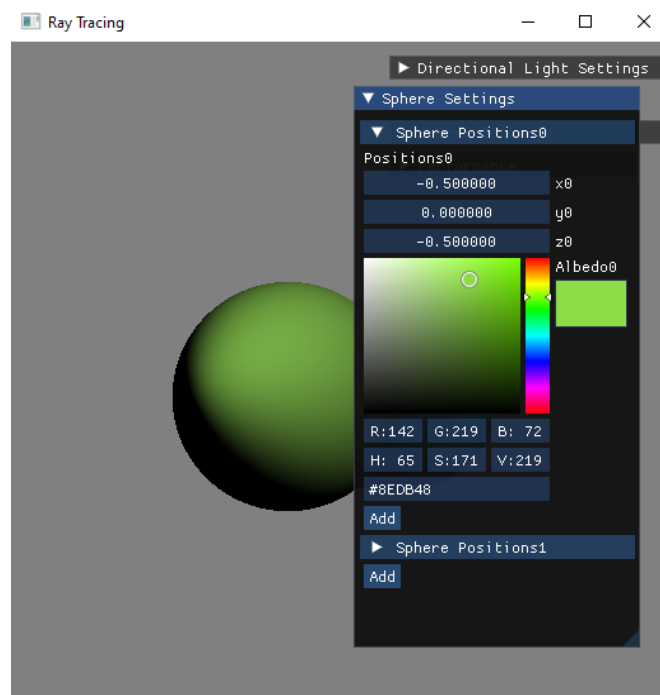 Ray Tracing
Directional Light Settings
Sphere Settings
Sphere Positions0
Positions0
Performance
-0.500000 x0
0.000000 y0
-0.500000 z0
Albedo0
R:142 G:219 B: 72
H: 65 S:171 V:219
#8EDB48
Add
Sphere Positions1
Add